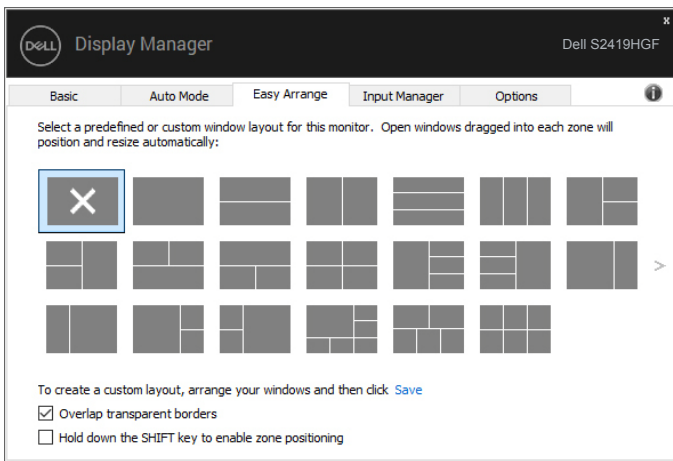 x
DELL Display Manager
Dell S2419HGF
Basic Auto Mode Easy Arrange Input Manager Options
Select a predefined or custom window layout for this monitor. Open windows dragged into each zone will
position and resize automatically:
To create a custom layout, arrange your windows and then click Save
Overlap transparent borders
Hold down the SHIFT key to enable zone positioning